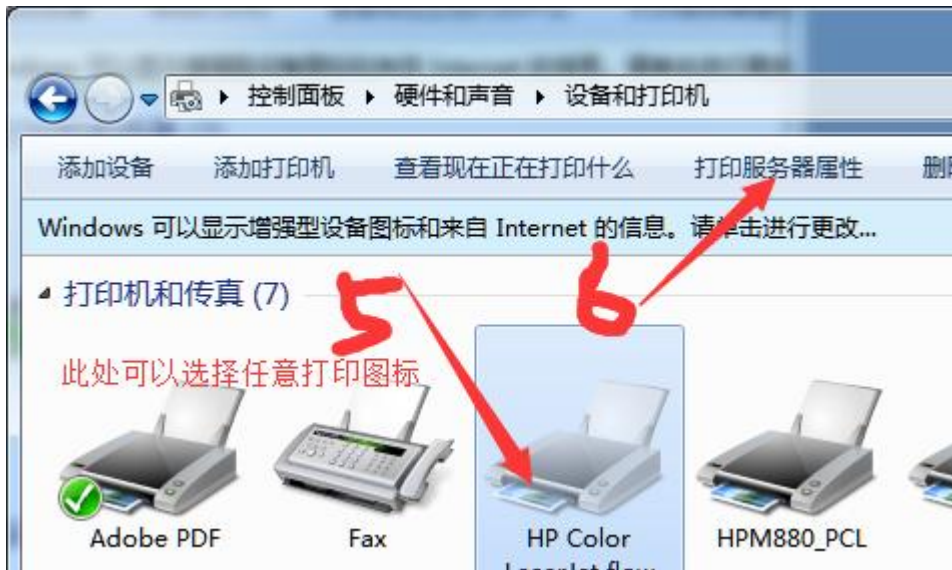 控制面板 硬件和声音 设备和打印机
添加设备 添加打印机 查看现在正在打印什么 打印服务器属性
Windows 可以显示增强型设备图标和来自 Internet 的信息。请单击进行更改...
打印机和传真 (7)
5 6
此处可以选择任意打印图标
Adobe PDF Fax HP Color HPM880_PCL